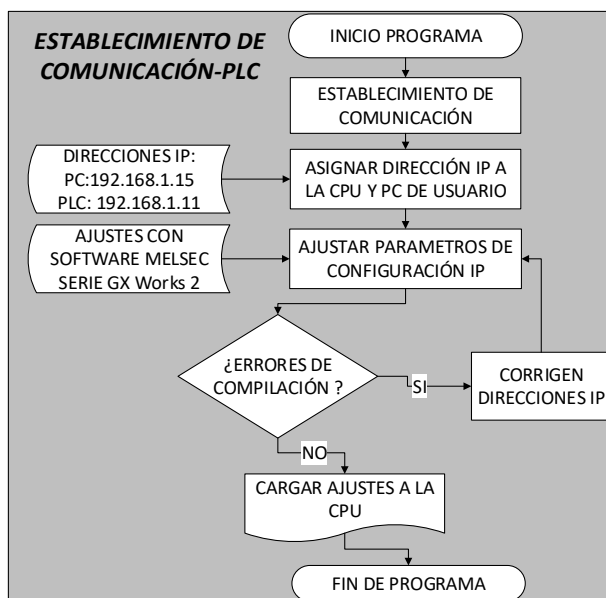 ESTABLECIMIENTO DE
COMUNICACIÓN-PLC
INICIO PROGRAMA
ESTABLECIMIENTO DE
COMUNICACIÓN
DIRECCIONES IP:
PC:192.168.1.15
PLC: 192.168.1.11
ASIGNAR DIRECCIÓN IP A
LA CPU Y PC DE USUARIO
AJUSTES CON
SOFTWARE MELSEC
SERIE GX Works 2
AJUSTAR PARAMETROS DE
CONFIGURACIÓN IP
¿ERRORES DE
COMPILACIÓN ?
SI
CORRIGEN
DIRECCIONES IP
NO
CARGAR AJUSTES A LA
CPU
FIN DE PROGRAMA